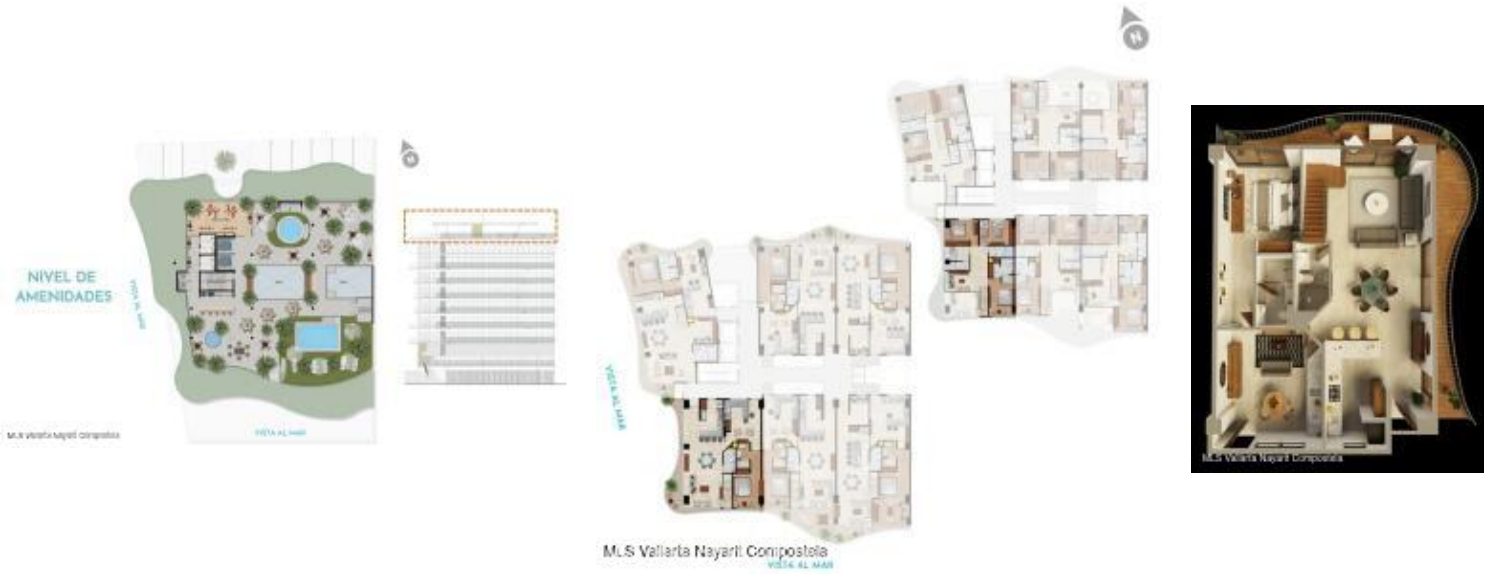 NIVEL DE
AMENIDADES
VISTA AL MAR
N
VISTA AL MAR
MLS Vallarta Nayarit Compostela
N
VISTA AL MAR
MLS Vallarta Nayarit Compostela
VISTA AL MAR
MLS Vallarta Nayarit Compostela